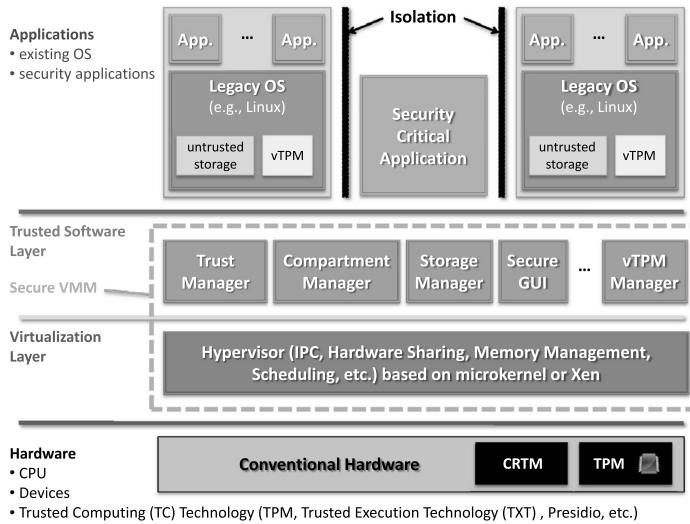 Applications
• existing OS
• security applications
App. ... App.
Legacy OS
(e.g., Linux)
untrusted
storage
vTPM
Isolation
Security
Critical
Application
App. ... App.
Legacy OS
(e.g., Linux)
untrusted
storage
vTPM
Trusted Software
Layer
Secure VMM
Trust
Manager
Compartment
Manager
Storage
Manager
Secure
GUI
...
vTPM
Manager
Virtualization
Layer
Hypervisor (IPC, Hardware Sharing, Memory Management,
Scheduling, etc.) based on microkernel or Xen
Hardware
• CPU
• Devices
• Trusted Computing (TC) Technology (TPM, Trusted Execution Technology (TXT) , Presidio, etc.)
Conventional Hardware
CRTM
TPM